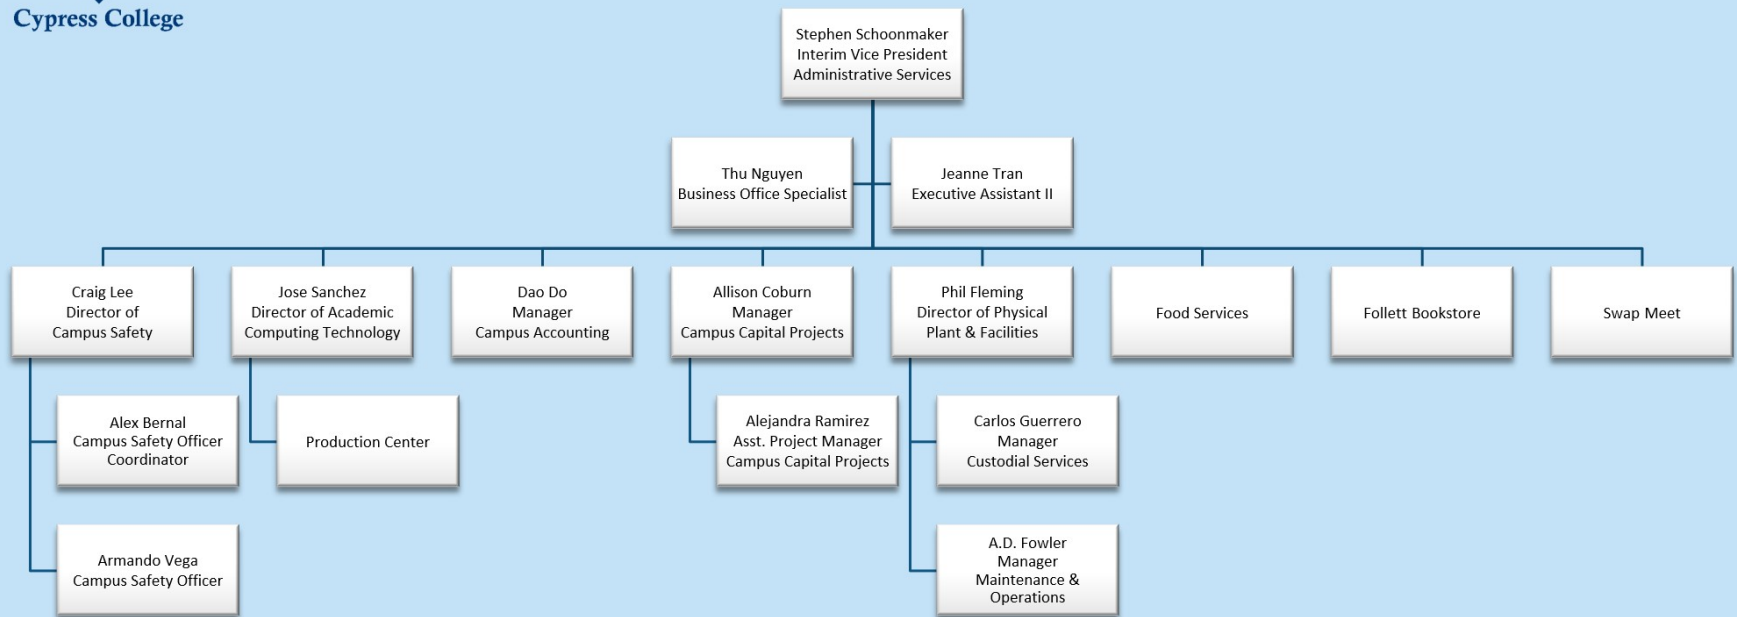 Cypress College
Stephen Schoonmaker
Interim Vice President
Administrative Services
Thu Nguyen
Business Office Specialist
Jeanne Tran
Executive Assistant II
Craig Lee
Director of
Campus Safety
Jose Sanchez
Director of Academic
Computing Technology
Dao Do
Manager
Campus Accounting
Allison Coburn
Manager
Campus Capital Projects
Phil Fleming
Director of Physical
Plant & Facilities
Food Services
Follett Bookstore
Swap Meet
Alex Bernal
Campus Safety Officer
Coordinator
Production Center
Alejandra Ramirez
Asst. Project Manager
Campus Capital Projects
Carlos Guerrero
Manager
Custodial Services
Armando Vega
Campus Safety Officer
A.D. Fowler
Manager
Maintenance &
Operations